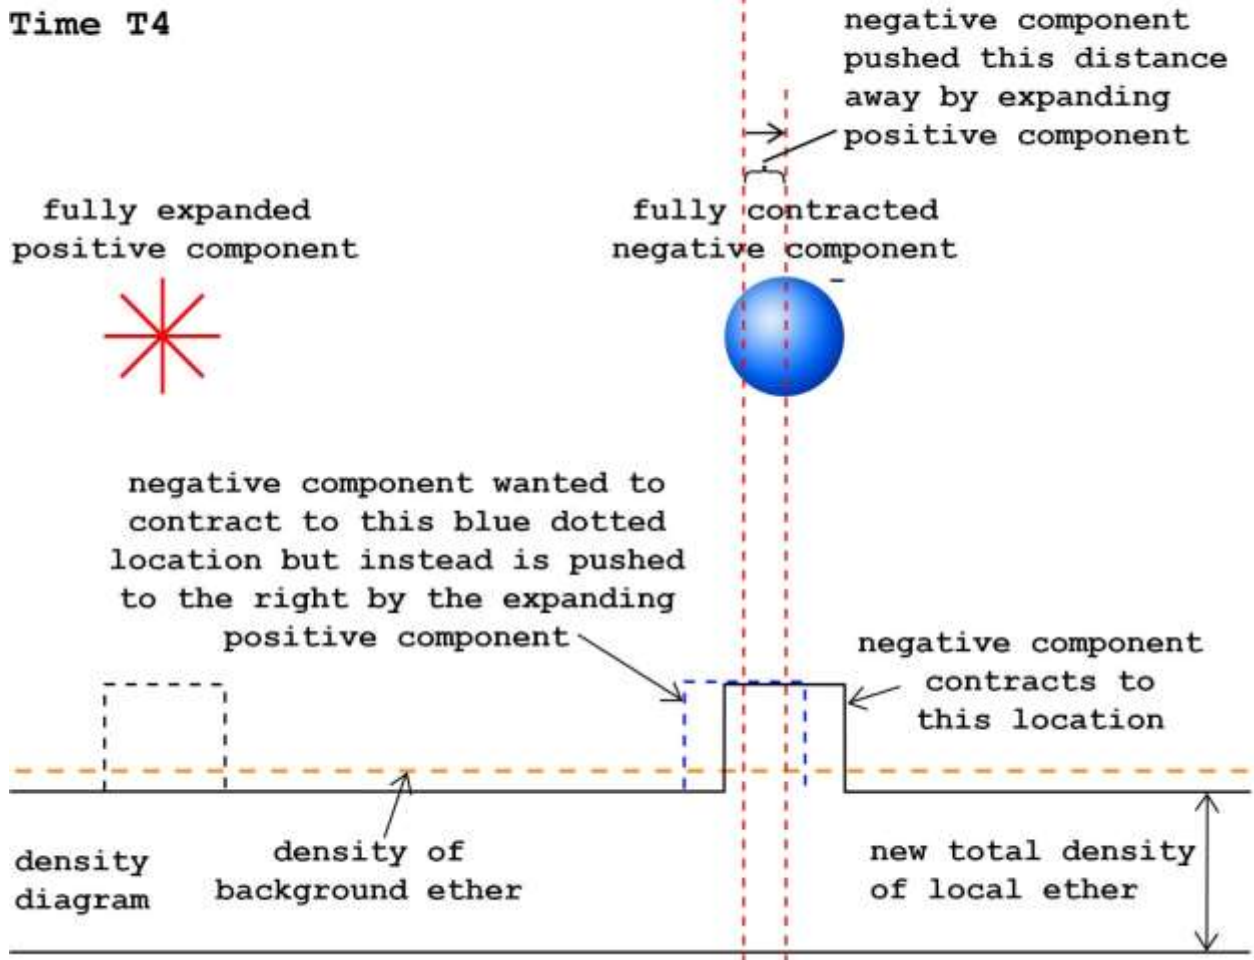 Time T4
negative component
pushed this distance
away by expanding
positive component
fully expanded
positive component
fully contracted
negative component
-
negative component wanted to
contract to this blue dotted
location but instead is pushed
to the right by the expanding
positive component
negative component
contracts to
this location
density
diagram
density of
background ether
new total density
of local ether